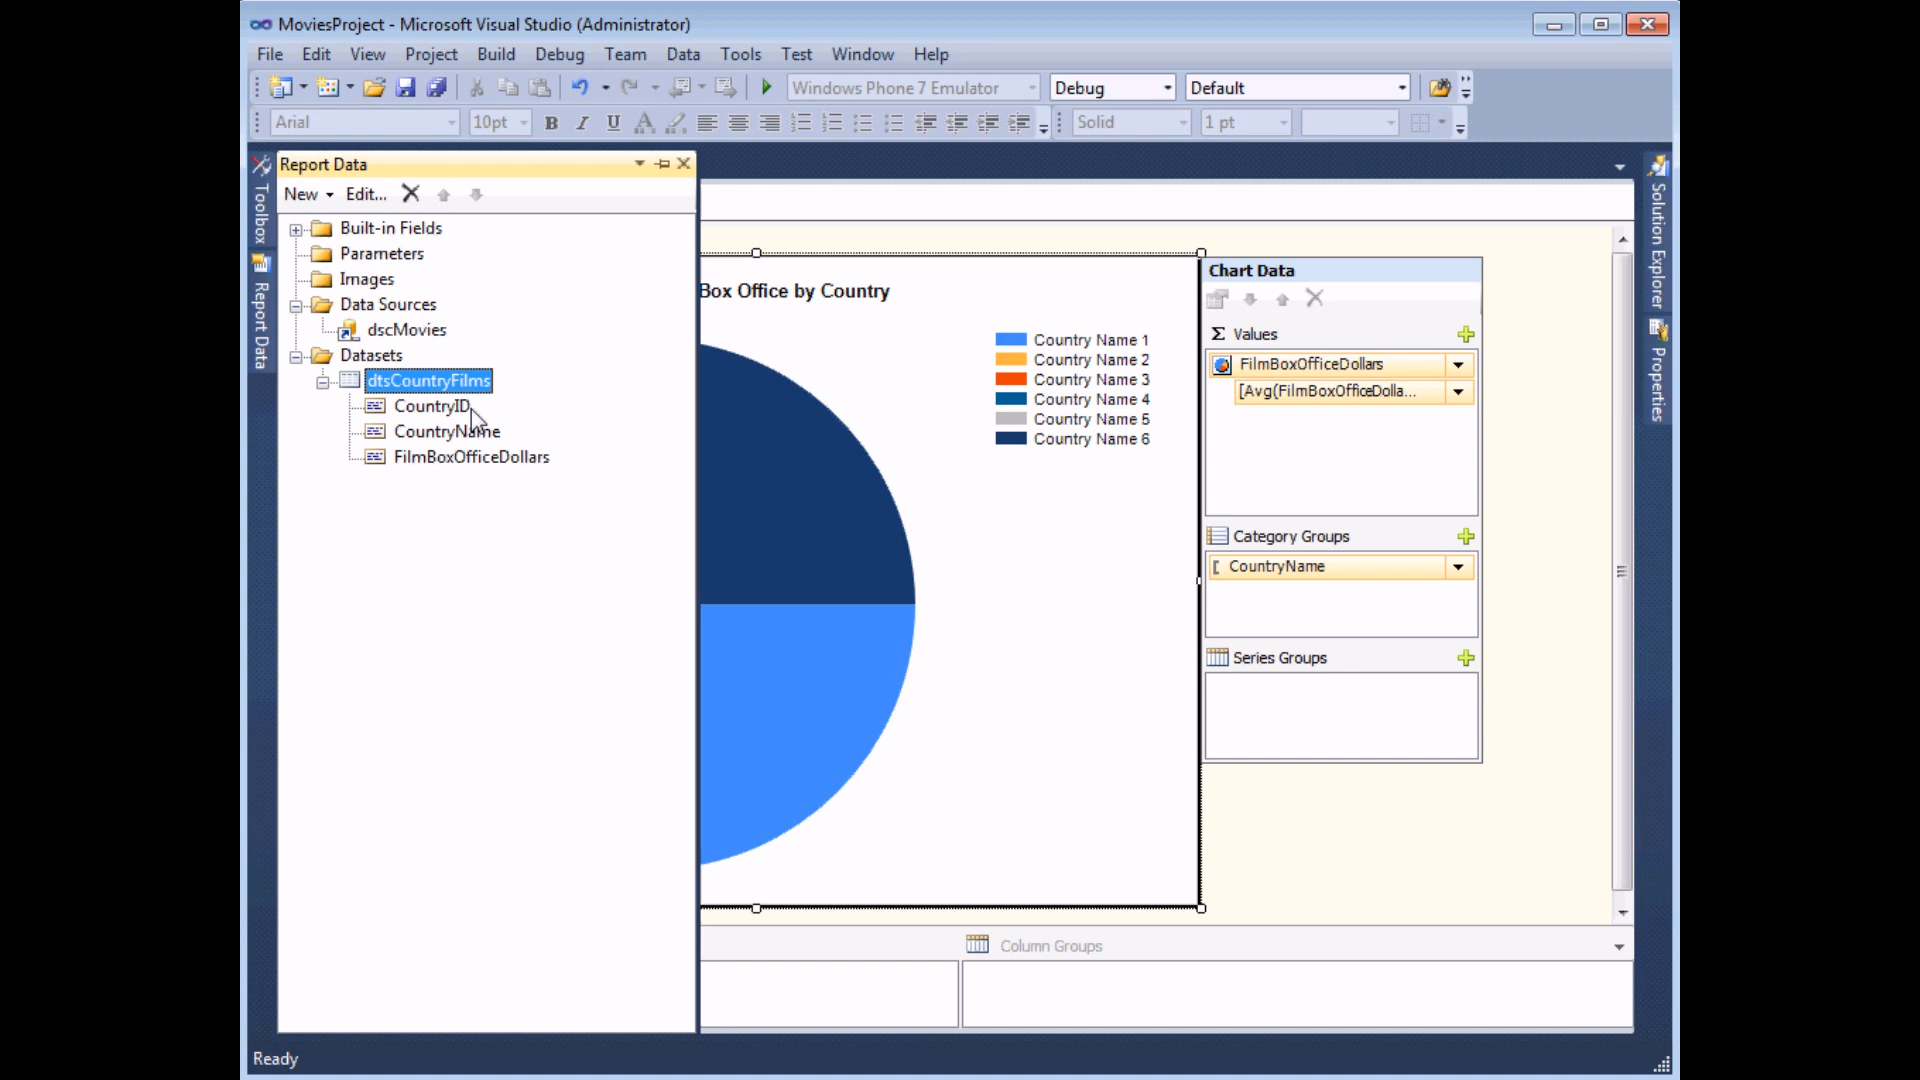 MoviesProject - Microsoft Visual Studio (Administrator)
File Edit View Project Build Debug Team Data Tools Test Window Help
Windows Phone 7 Emulator Debug Default
Arial 10pt B I U A Solid 1 pt
Report Data
New Edit...
Built-in Fields
Parameters
Images
Data Sources
dscMovies
Datasets
dtsCountryFilms
CountryID
CountryName
FilmBoxOfficeDollars
Toolbox
Report Data
Box Office by Country
Country Name 1
Country Name 2
Country Name 3
Country Name 4
Country Name 5
Country Name 6
Chart Data
Σ Values
FilmBoxOfficeDollars
[Avg(FilmBoxOfficeDolla...
Category Groups
CountryName
Series Groups
Column Groups
Solution Explorer
Properties
Ready